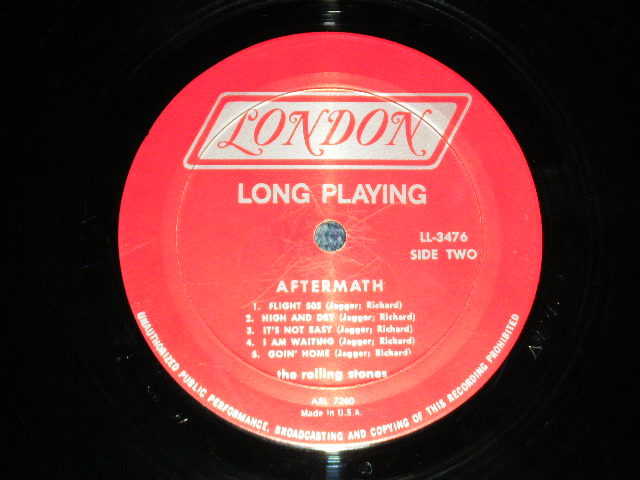 LONDON
LONG PLAYING
LL-3476
SIDE TWO
AFTERMATH
1. FLIGHT 505 (Jagger; Richard)
2. HIGH AND DRY (Jagger; Richard)
3. IT'S NOT EASY (Jagger; Richard)
4. I AM WAITING (Jagger; Richard)
5. GOIN' HOME (Jagger; Richard)
the rolling stones
ARL 7260
Made in U.S.A.
UNAUTHORIZED PUBLIC PERFORMANCE, BROADCASTING AND COPYING OF THIS RECORDING PROHIBITED